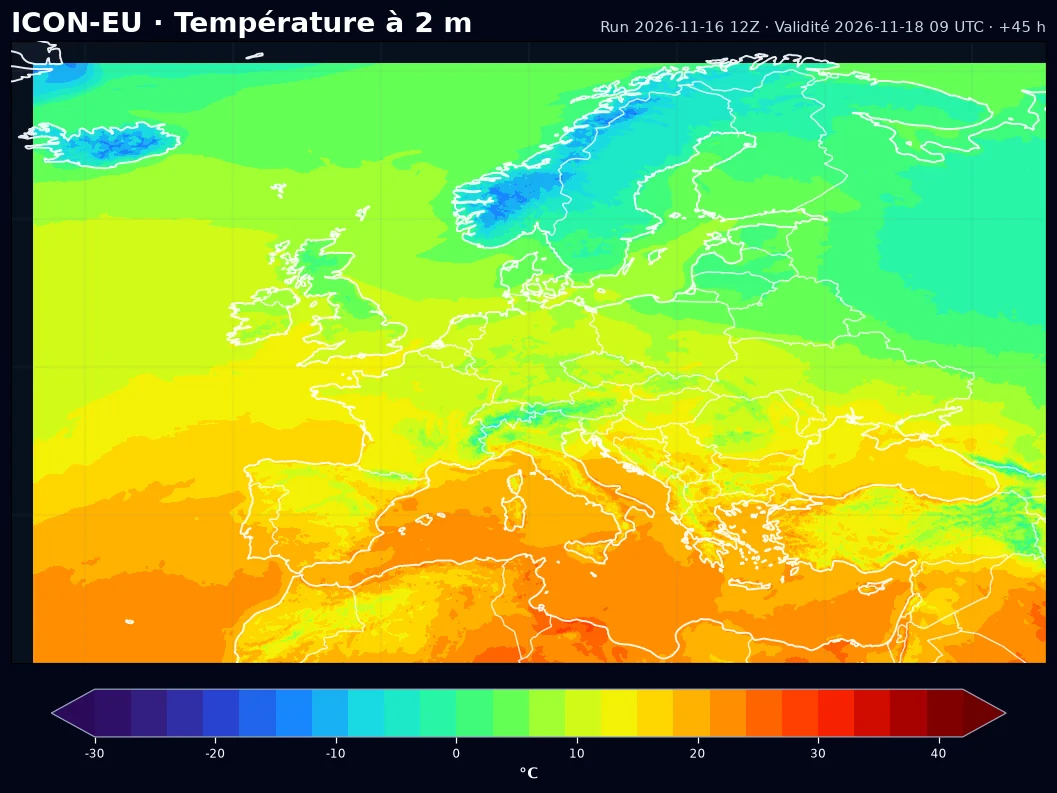 ICON-EU · Température à 2 m
Run 2026-11-16 12Z · Validité 2026-11-18 09 UTC · +45 h
-30 -20 -10 0 10 20 30 40
°C